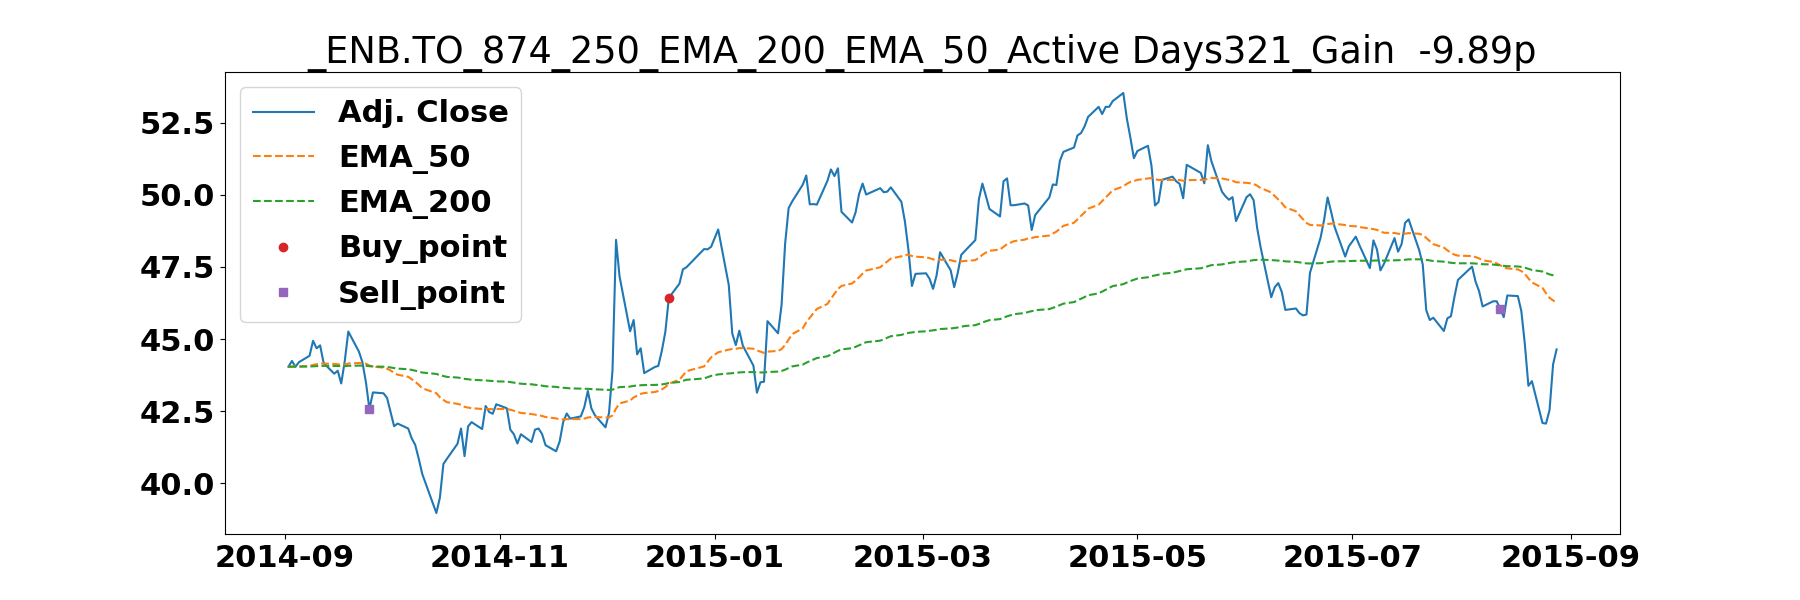 _ENB.TO_874_250_EMA_200_EMA_50_Active Days321_Gain  -9.89p
Adj. Close
EMA_50
EMA_200
Buy_point
Sell_point
52.5
50.0
47.5
45.0
42.5
40.0
2014-09 2014-11 2015-01 2015-03 2015-05 2015-07 2015-09